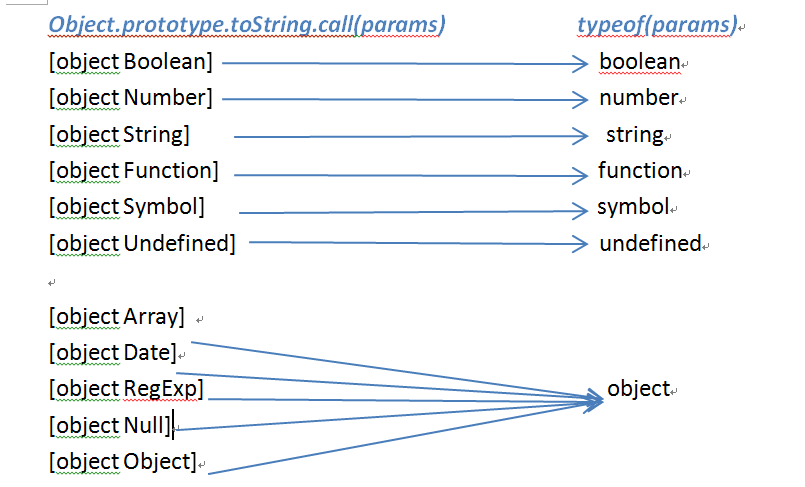 Object.prototype.toString.call(params) typeof(params)
[object Boolean] boolean
[object Number] number
[object String] string
[object Function] function
[object Symbol] symbol
[object Undefined] undefined
[object Array]
[object Date]
[object RegExp] object
[object Null]
[object Object]